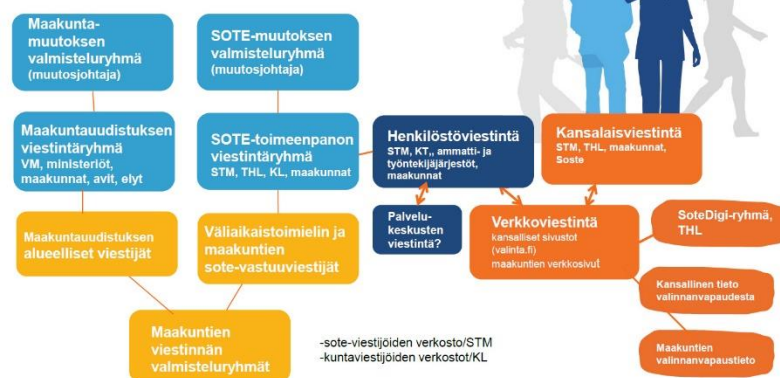 Maakunta-
muutoksen
valmisteluryhmä
(muutosjohtaja)
SOTE-muutoksen
valmisteluryhmä
(muutosjohtaja)
Maakuntauudistuksen
viestintäryhmä
VM, ministeriöt,
maakunnat, avit, elyt
SOTE-toimeenpanon
viestintäryhmä
STM, THL, KL, maakunnat
Henkilöstöviestintä
STM, KT,, ammatti- ja
työntekijäjärjestöt,
maakunnat
Kansalaisviestintä
STM, THL, maakunnat,
Soste
Maakuntauudistuksen
alueelliset viestijät
Väliaikaistoimielin ja
maakuntien
sote-vastuuviestijät
Palvelu-
keskusten
viestintä?
Verkkoviestintä
kansalliset sivustot
(valinta.fi)
maakuntien verkkosivut
SoteDigi-ryhmä,
THL
Kansallinen tieto
valinnanvapaudesta
Maakuntien
valinnanvapaustieto
Maakuntien
viestinnän
valmisteluryhmät
-sote-viestijöiden verkosto/STM
-kuntaviestijöiden verkostot/KL